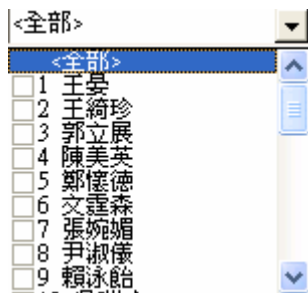 <全部>
<全部>
1 王晏
2 王綺珍
3 郭立展
4 陳美英
5 鄭懷德
6 文霆森
7 張婉媚
8 尹淑儀
9 賴泳飴